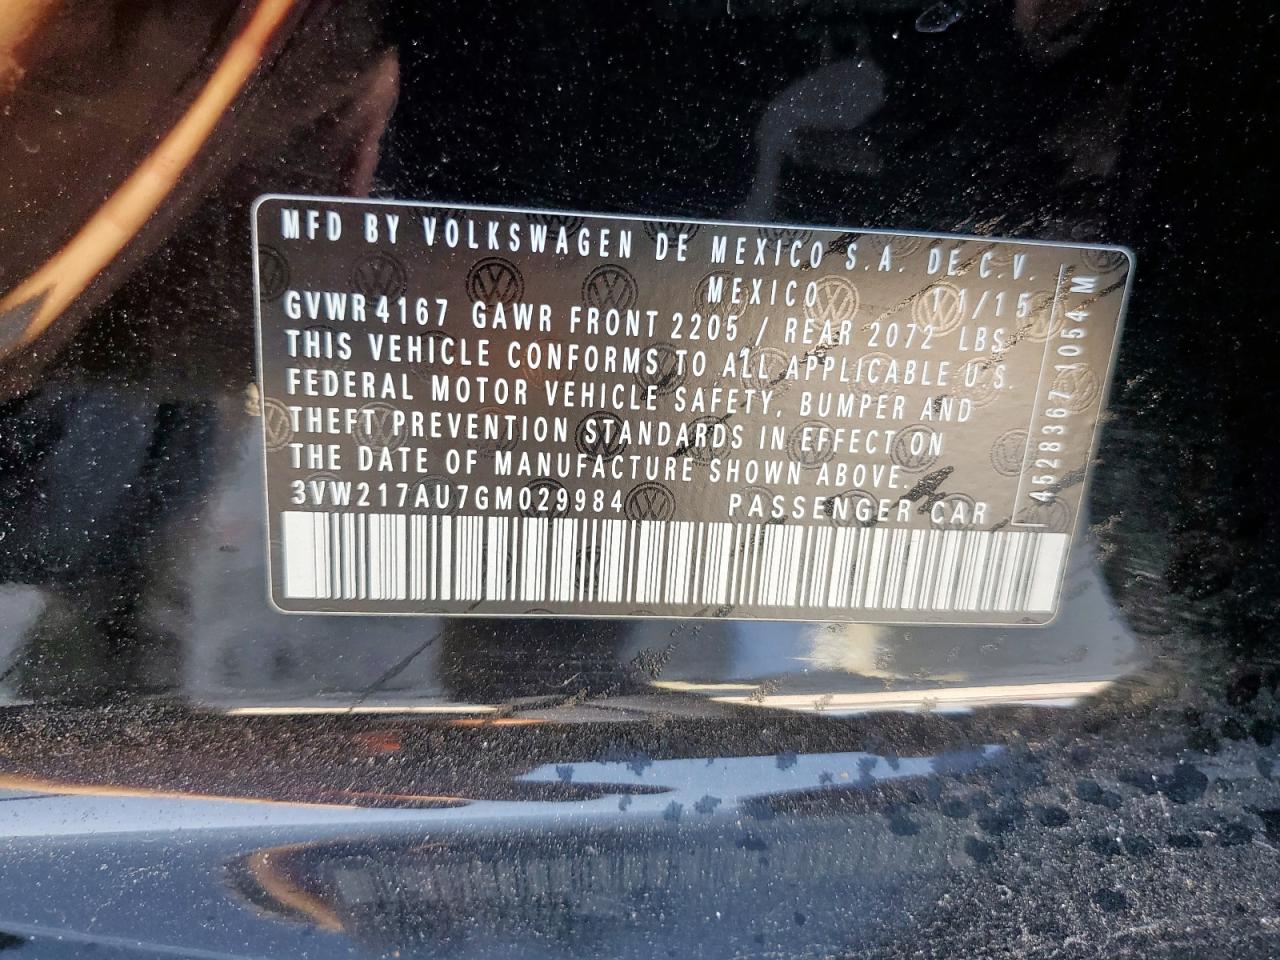 MFD BY VOLKSWAGEN DE MEXICO S.A. DE C.V.
MEXICO 11/15
GVWR 4167 GAWR FRONT 2205 / REAR 2072 LBS
THIS VEHICLE CONFORMS TO ALL APPLICABLE U.S.
FEDERAL MOTOR VEHICLE SAFETY, BUMPER AND
THEFT PREVENTION STANDARDS IN EFFECT ON
THE DATE OF MANUFACTURE SHOWN ABOVE.
3VW217AU7GM029984 PASSENGER CAR
4528367 1054 M